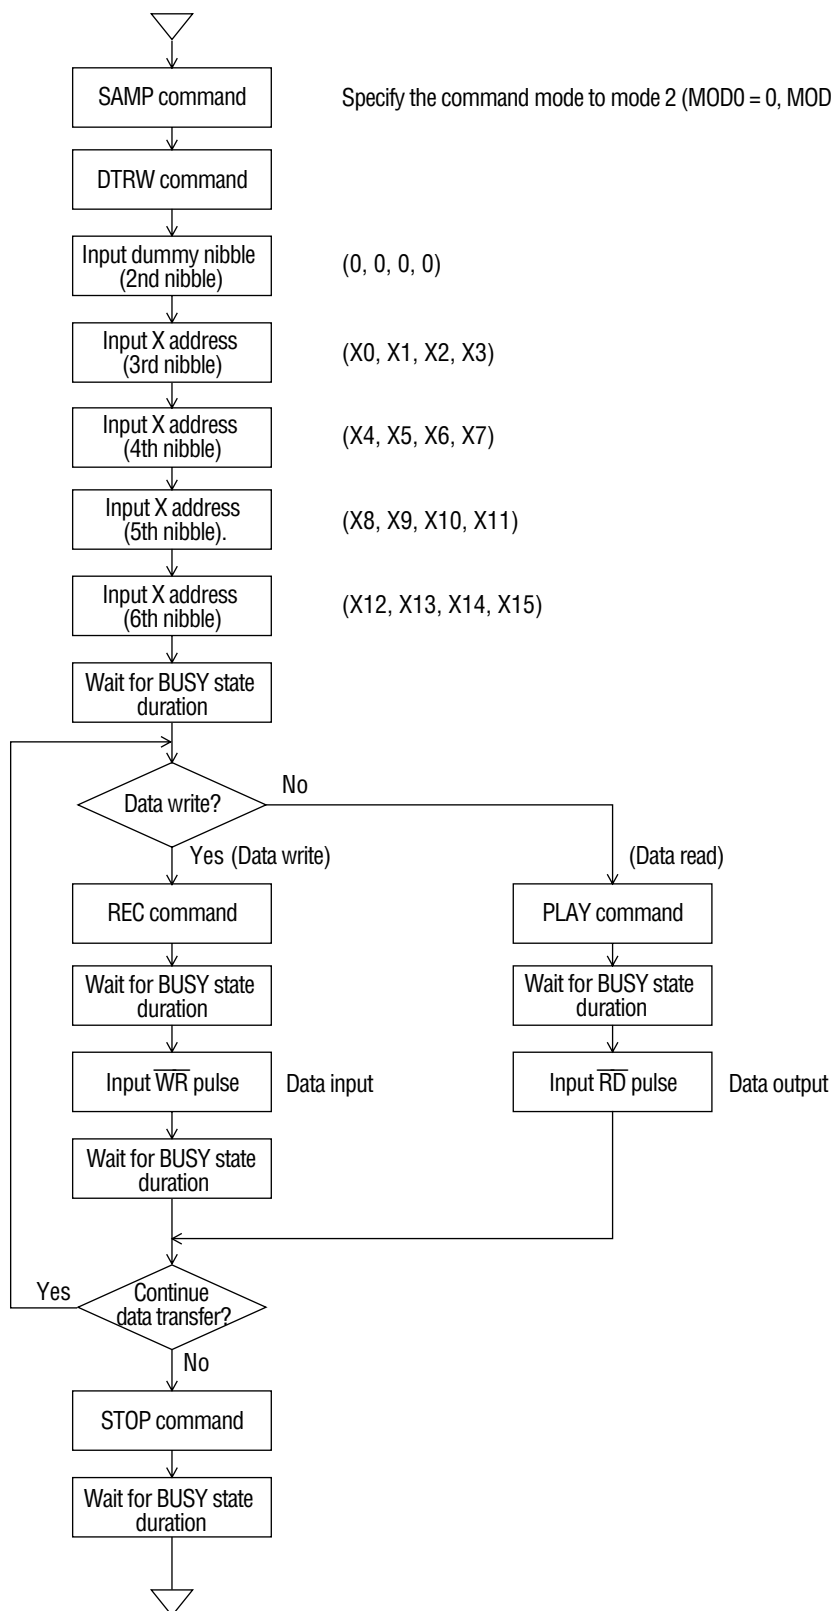 SAMP command
Specify the command mode to mode 2 (MOD0 = 0, MOD
DTRW command
Input dummy nibble
(2nd nibble)
(0, 0, 0, 0)
Input X address
(3rd nibble)
(X0, X1, X2, X3)
Input X address
(4th nibble)
(X4, X5, X6, X7)
Input X address
(5th nibble).
(X8, X9, X10, X11)
Input X address
(6th nibble)
(X12, X13, X14, X15)
Wait for BUSY state
duration
Data write?
No
Yes (Data write)
(Data read)
REC command
PLAY command
Wait for BUSY state
duration
Wait for BUSY state
duration
Input W̅R̅ pulse
Data input
Input R̅D̅ pulse
Data output
Wait for BUSY state
duration
Yes
Continue
data transfer?
No
STOP command
Wait for BUSY state
duration